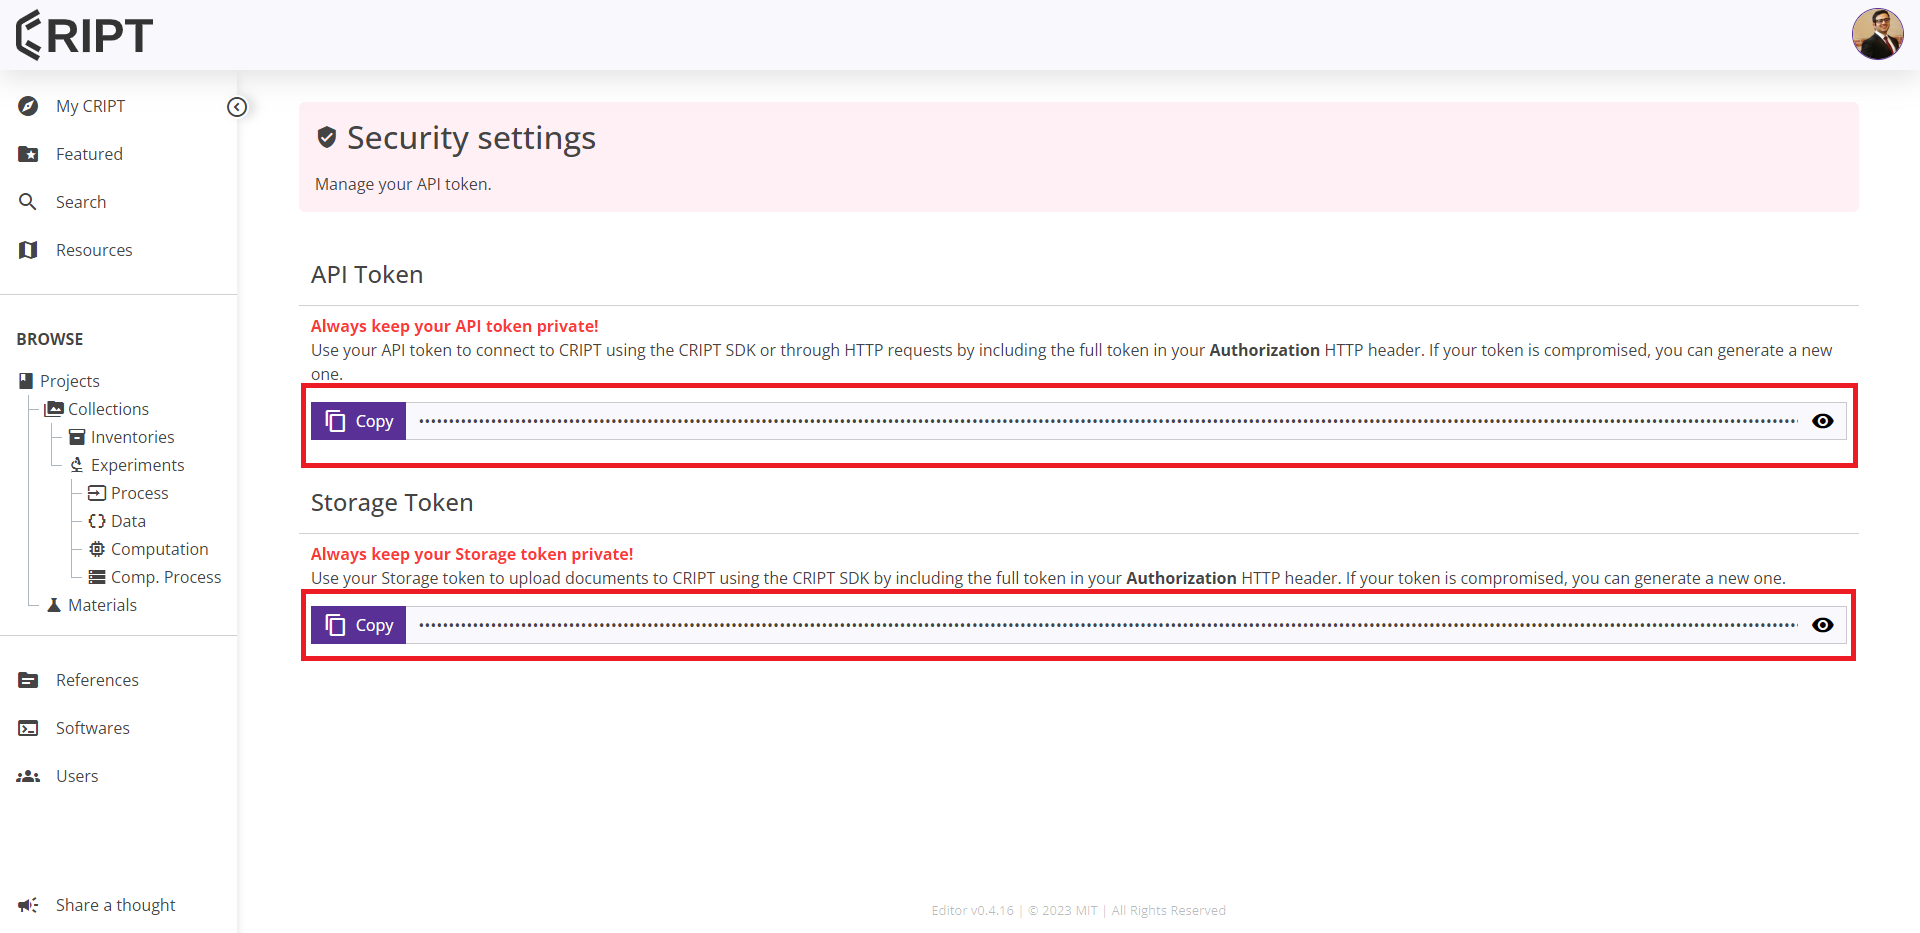 CRIPT
My CRIPT
Featured
Search
Resources
BROWSE
Projects
Collections
Inventories
Experiments
Process
Data
Computation
Comp. Process
Materials
References
Softwares
Users
Share a thought
Security settings
Manage your API token.
API Token
Always keep your API token private!
Use your API token to connect to CRIPT using the CRIPT SDK or through HTTP requests by including the full token in your Authorization HTTP header. If your token is compromised, you can generate a new
one.
Copy
Storage Token
Always keep your Storage token private!
Use your Storage token to upload documents to CRIPT using the CRIPT SDK by including the full token in your Authorization HTTP header. If your token is compromised, you can generate a new one.
Copy
Editor v0.4.16 | © 2023 MIT | All Rights Reserved